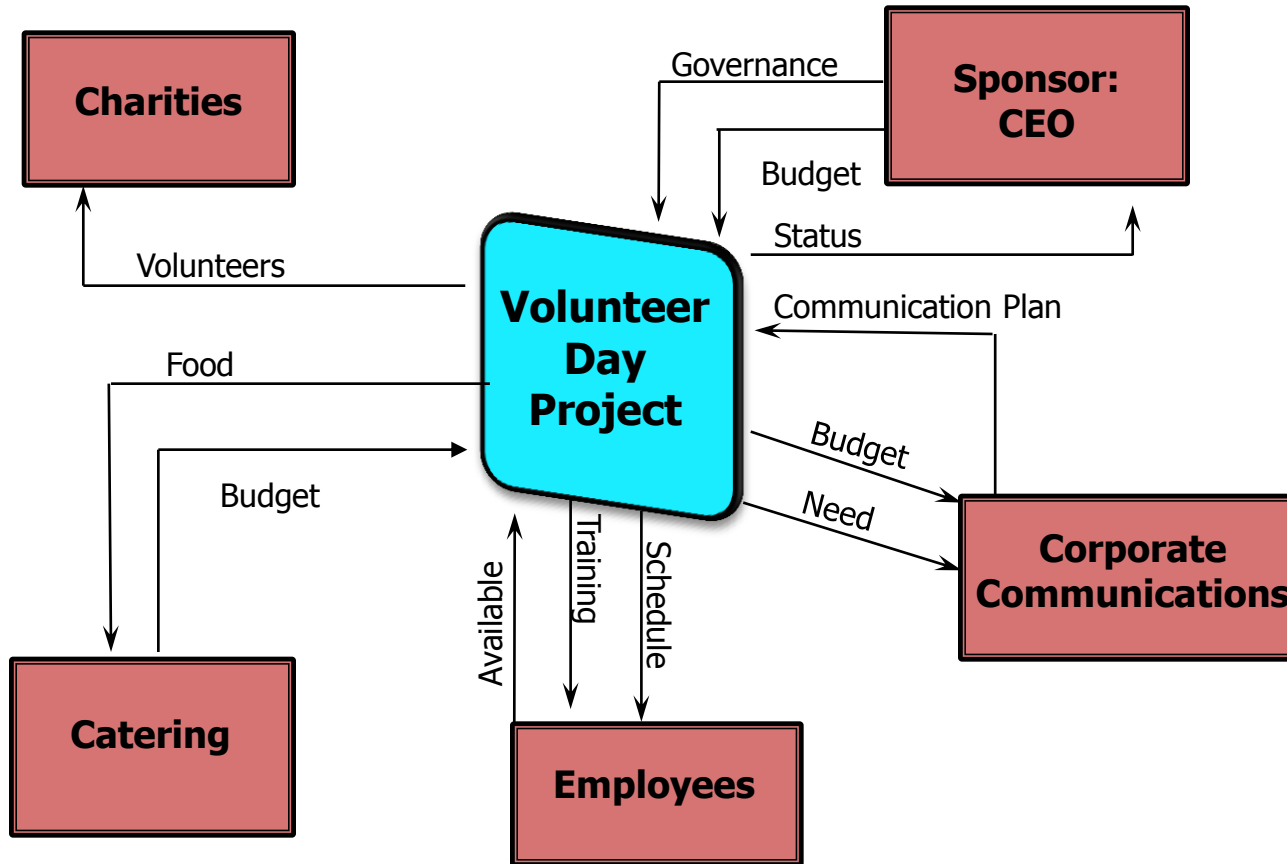 Charities
Governance
Sponsor:
CEO
Budget
Status
Volunteers
Communication Plan
Volunteer
Day
Project
Food
Budget
Budget
Need
Available
Training
Schedule
Corporate
Communications
Catering
Employees